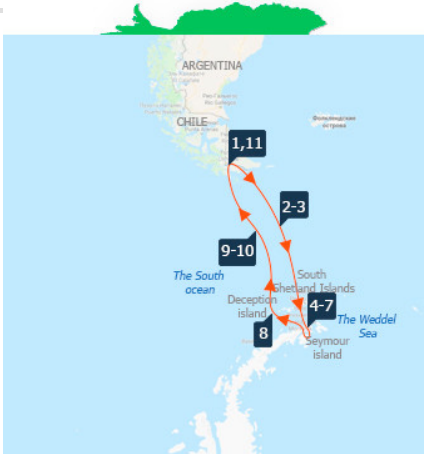 ARGENTINA
Фолклендские
острова
CHILE
1,11
2-3
9-10
The South
ocean
South
Shetland Islands
Deception
island
4-7
The Weddel
Sea
8
Seymour
island